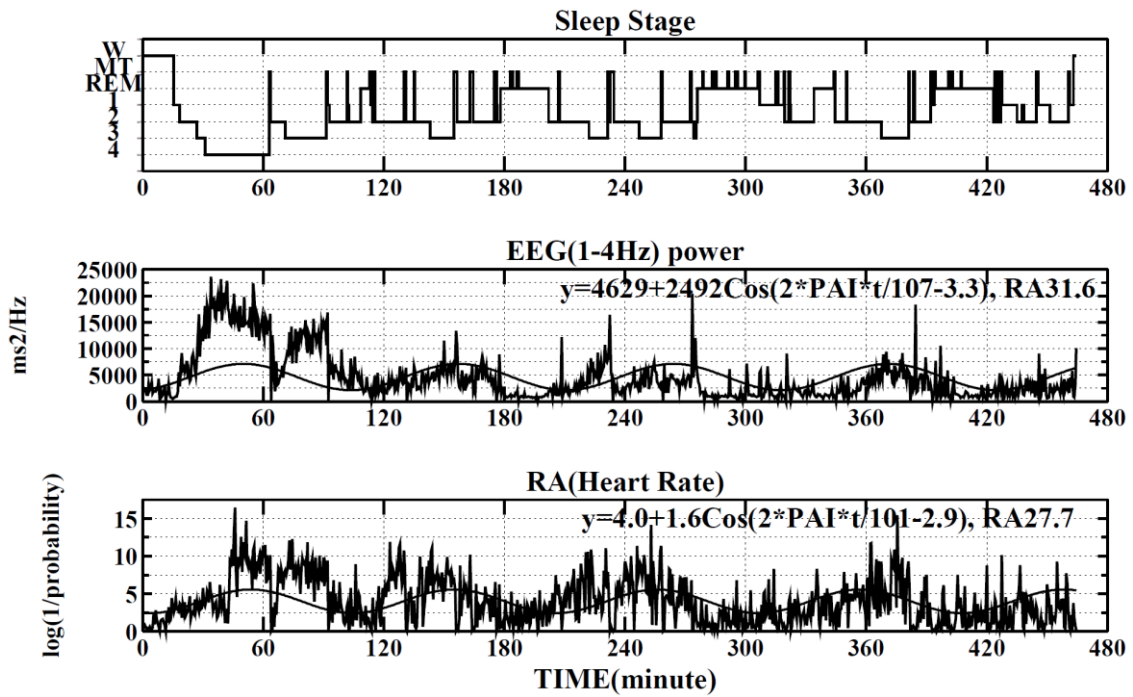 Sleep Stage
W
MT
REM
1
2
3
4
0 60 120 180 240 300 360 420 480
EEG(1-4Hz) power
y=4629+2492Cos(2*PAI*t/107-3.3), RA31.6
ms2/Hz
25000
20000
15000
10000
5000
0
0 60 120 180 240 300 360 420 480
RA(Heart Rate)
y=4.0+1.6Cos(2*PAI*t/101-2.9), RA27.7
log(1/probability)
15
10
5
0
0 60 120 180 240 300 360 420 480
TIME(minute)